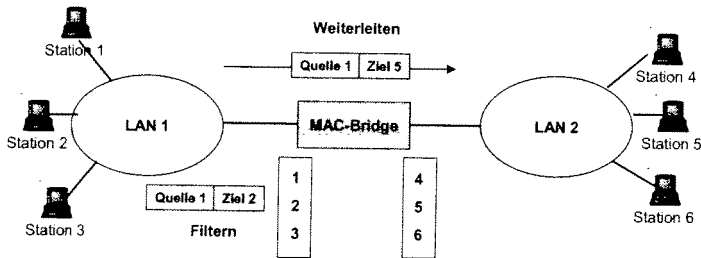 Weiterleiten
Station 1
Quelle 1 Ziel 5
Station 4
LAN 1
MAC-Bridge
LAN 2
Station 2
Station 5
1
4
Quelle 1 Ziel 2
2
5
Station 3
Filtern
3
6
Station 6